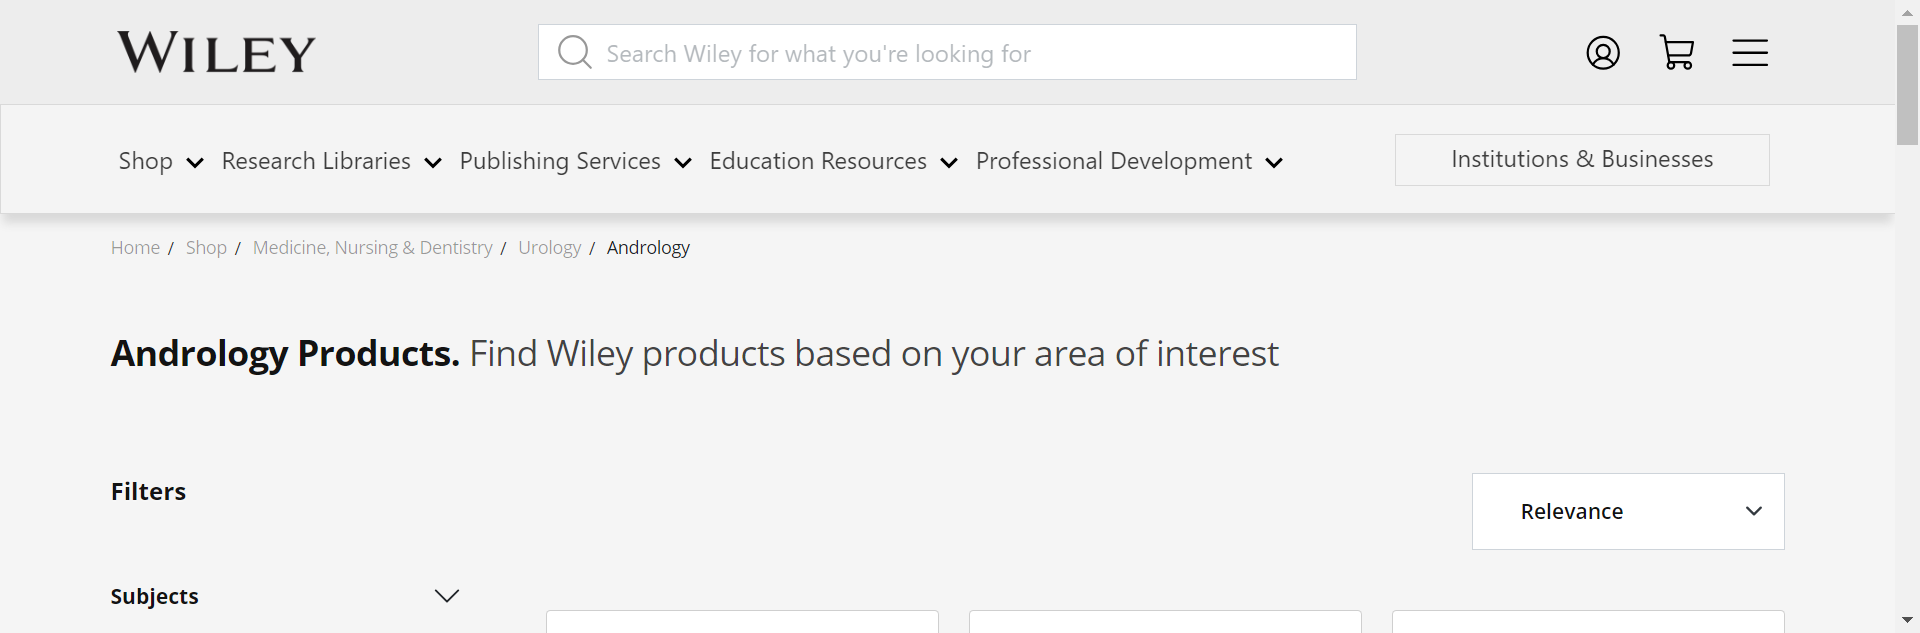 WILEY
Search Wiley for what you're looking for
Shop Research Libraries Publishing Services Education Resources Professional Development Institutions & Businesses
Home / Shop / Medicine, Nursing & Dentistry / Urology / Andrology
Andrology Products. Find Wiley products based on your area of interest
Filters
Relevance
Subjects